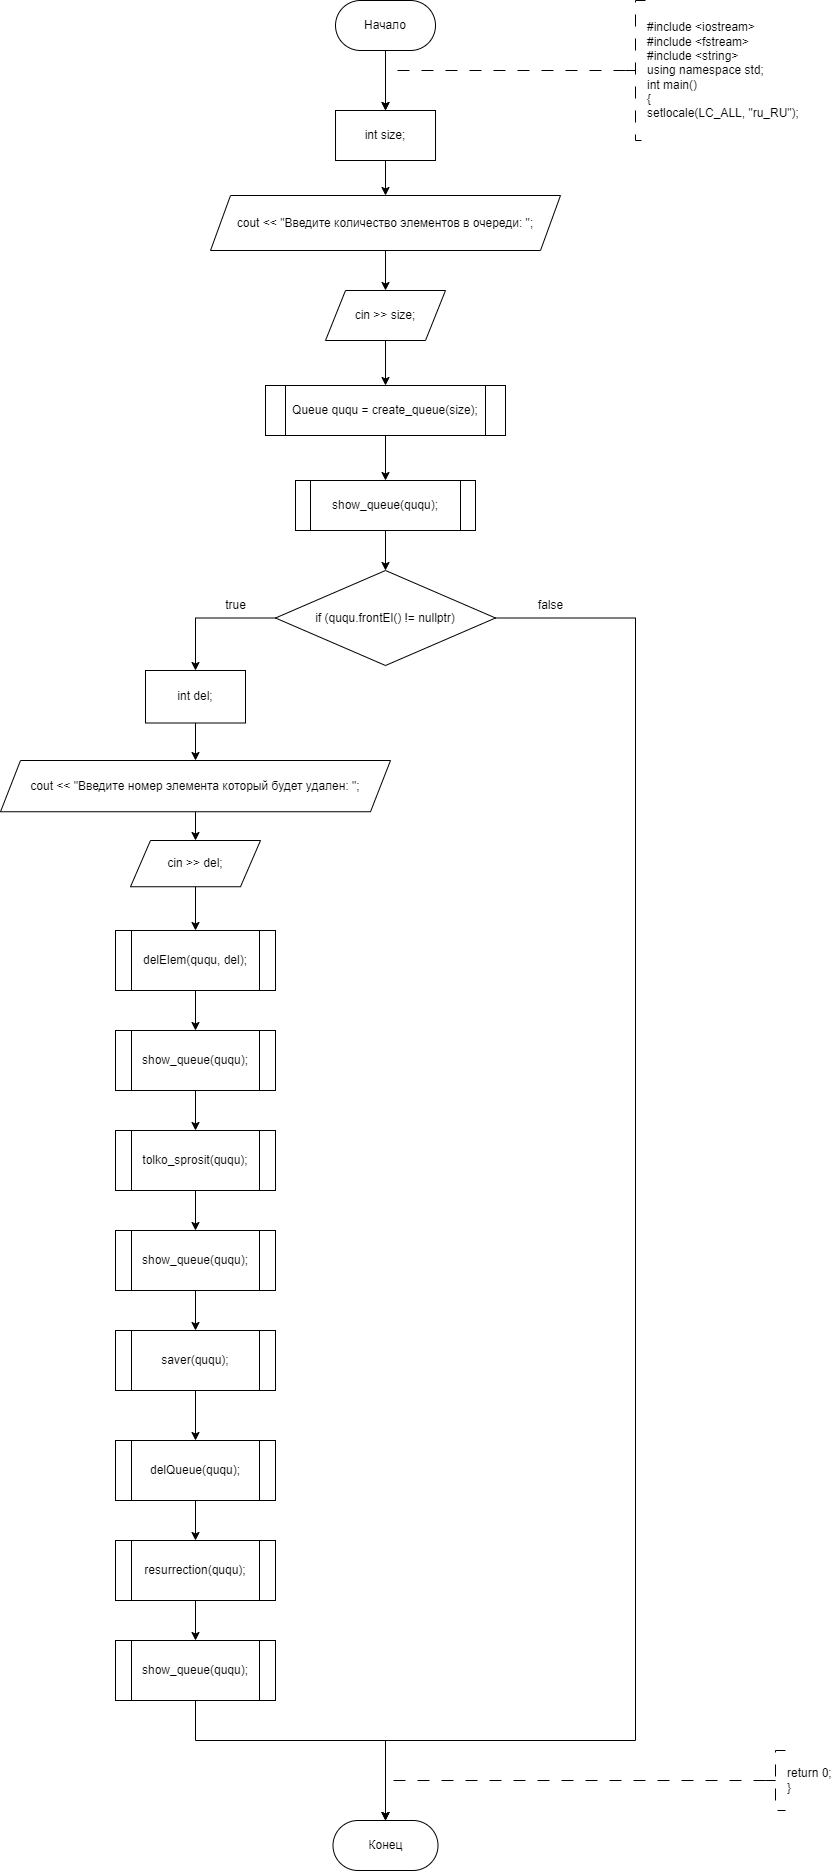 Начало
#include <iostream>
#include <fstream>
#include <string>
using namespace std;
int main()
{
setlocale(LC_ALL, "ru_RU");
int size;
cout << "Введите количество элементов в очереди: ";
cin >> size;
Queue ququ = create_queue(size);
show_queue(ququ);
true
false
if (ququ.frontEl() != nullptr)
int del;
cout << "Введите номер элемента который будет удален: ";
cin >> del;
delElem(ququ, del);
show_queue(ququ);
tolko_sprosit(ququ);
show_queue(ququ);
saver(ququ);
delQueue(ququ);
resurrection(ququ);
show_queue(ququ);
return 0;
}
Конец